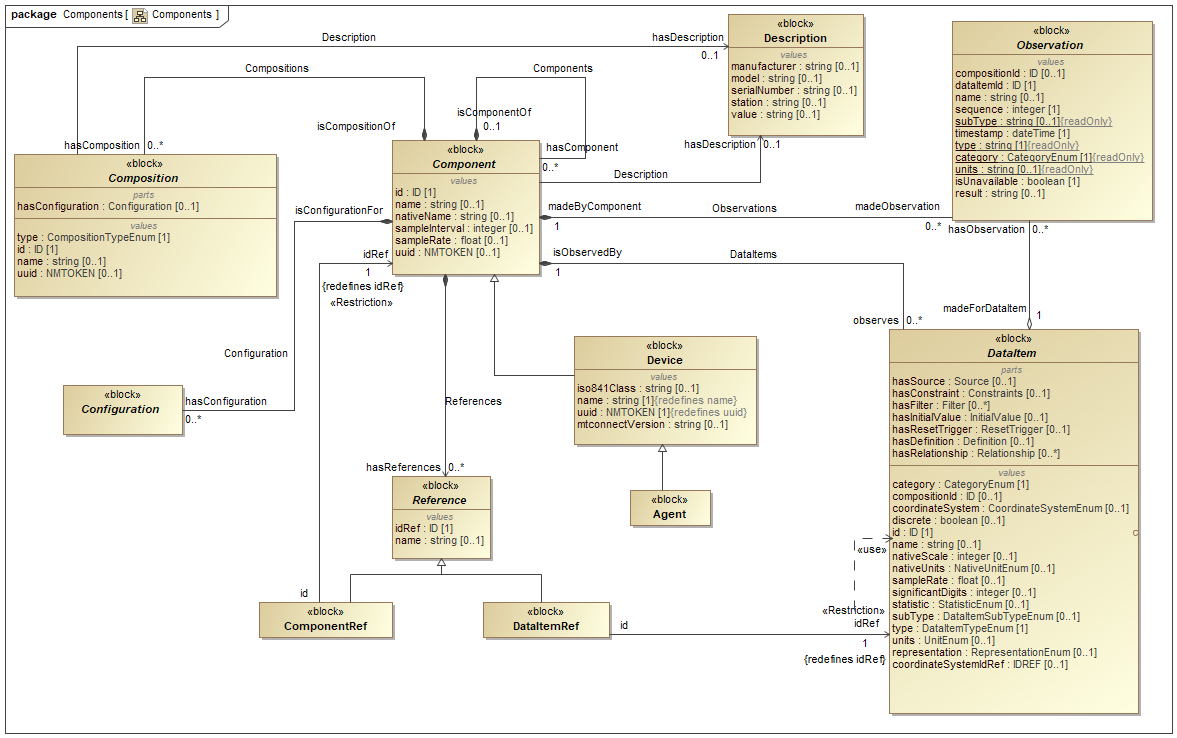 package Components [ Components ]
Description
hasDescription
0..1
Compositions
Components
isCompositionOf
isComponentOf
0..1
hasComposition
0..*
hasComponent
0..*
hasDescription
0..1
Description
«block»
Description
values
manufacturer : string [0..1]
model : string [0..1]
serialNumber : string [0..1]
station : string [0..1]
value : string [0..1]
«block»
Observation
values
compositionId : ID [0..1]
dataItemId : ID [1]
name : string [0..1]
sequence : integer [1]
subType : string [0..1]{readOnly}
timestamp : dateTime [1]
type : string [1]{readOnly}
category : CategoryEnum [1]{readOnly}
units : string [0..1]{readOnly}
isUnavailable : boolean [1]
result : string [0..1]
«block»
Composition
parts
hasConfiguration : Configuration [0..1]
values
type : CompositionTypeEnum [1]
id : ID [1]
name : string [0..1]
uuid : NMTOKEN [0..1]
«block»
Component
values
id : ID [1]
name : string [0..1]
nativeName : string [0..1]
sampleInterval : integer [0..1]
sampleRate : float [0..1]
uuid : NMTOKEN [0..1]
isConfigurationFor
madeByComponent
1
Observations
madeObservation
0..*
hasObservation
0..*
idRef
1
{redefines idRef}
«Restriction»
isObservedBy
1
DataItems
observes
0..*
madeForDataItem
1
Configuration
«block»
Configuration
hasConfiguration
0..*
References
hasReferences
0..*
«block»
Device
values
iso841Class : string [0..1]
name : string [1]{redefines name}
uuid : NMTOKEN [1]{redefines uuid}
mtconnectVersion : string [0..1]
«block»
Agent
«block»
Reference
values
idRef : ID [1]
name : string [0..1]
id
«block»
ComponentRef
«block»
DataItemRef
id
«use»
«Restriction»
idRef
1
{redefines idRef}
«block»
DataItem
parts
hasSource : Source [0..1]
hasConstraint : Constraints [0..1]
hasFilter : Filter [0..*]
hasInitialValue : InitialValue [0..1]
hasResetTrigger : ResetTrigger [0..1]
hasDefinition : Definition [0..1]
hasRelationship : Relationship [0..*]
values
category : CategoryEnum [1]
compositionId : ID [0..1]
coordinateSystem : CoordinateSystemEnum [0..1]
discrete : boolean [0..1]
id : ID [1]
name : string [0..1]
nativeScale : integer [0..1]
nativeUnits : NativeUnitEnum [0..1]
sampleRate : float [0..1]
significantDigits : integer [0..1]
statistic : StatisticEnum [0..1]
subType : DataItemSubTypeEnum [0..1]
type : DataItemTypeEnum [1]
units : UnitEnum [0..1]
representation : RepresentationEnum [0..1]
coordinateSystemIdRef : IDREF [0..1]